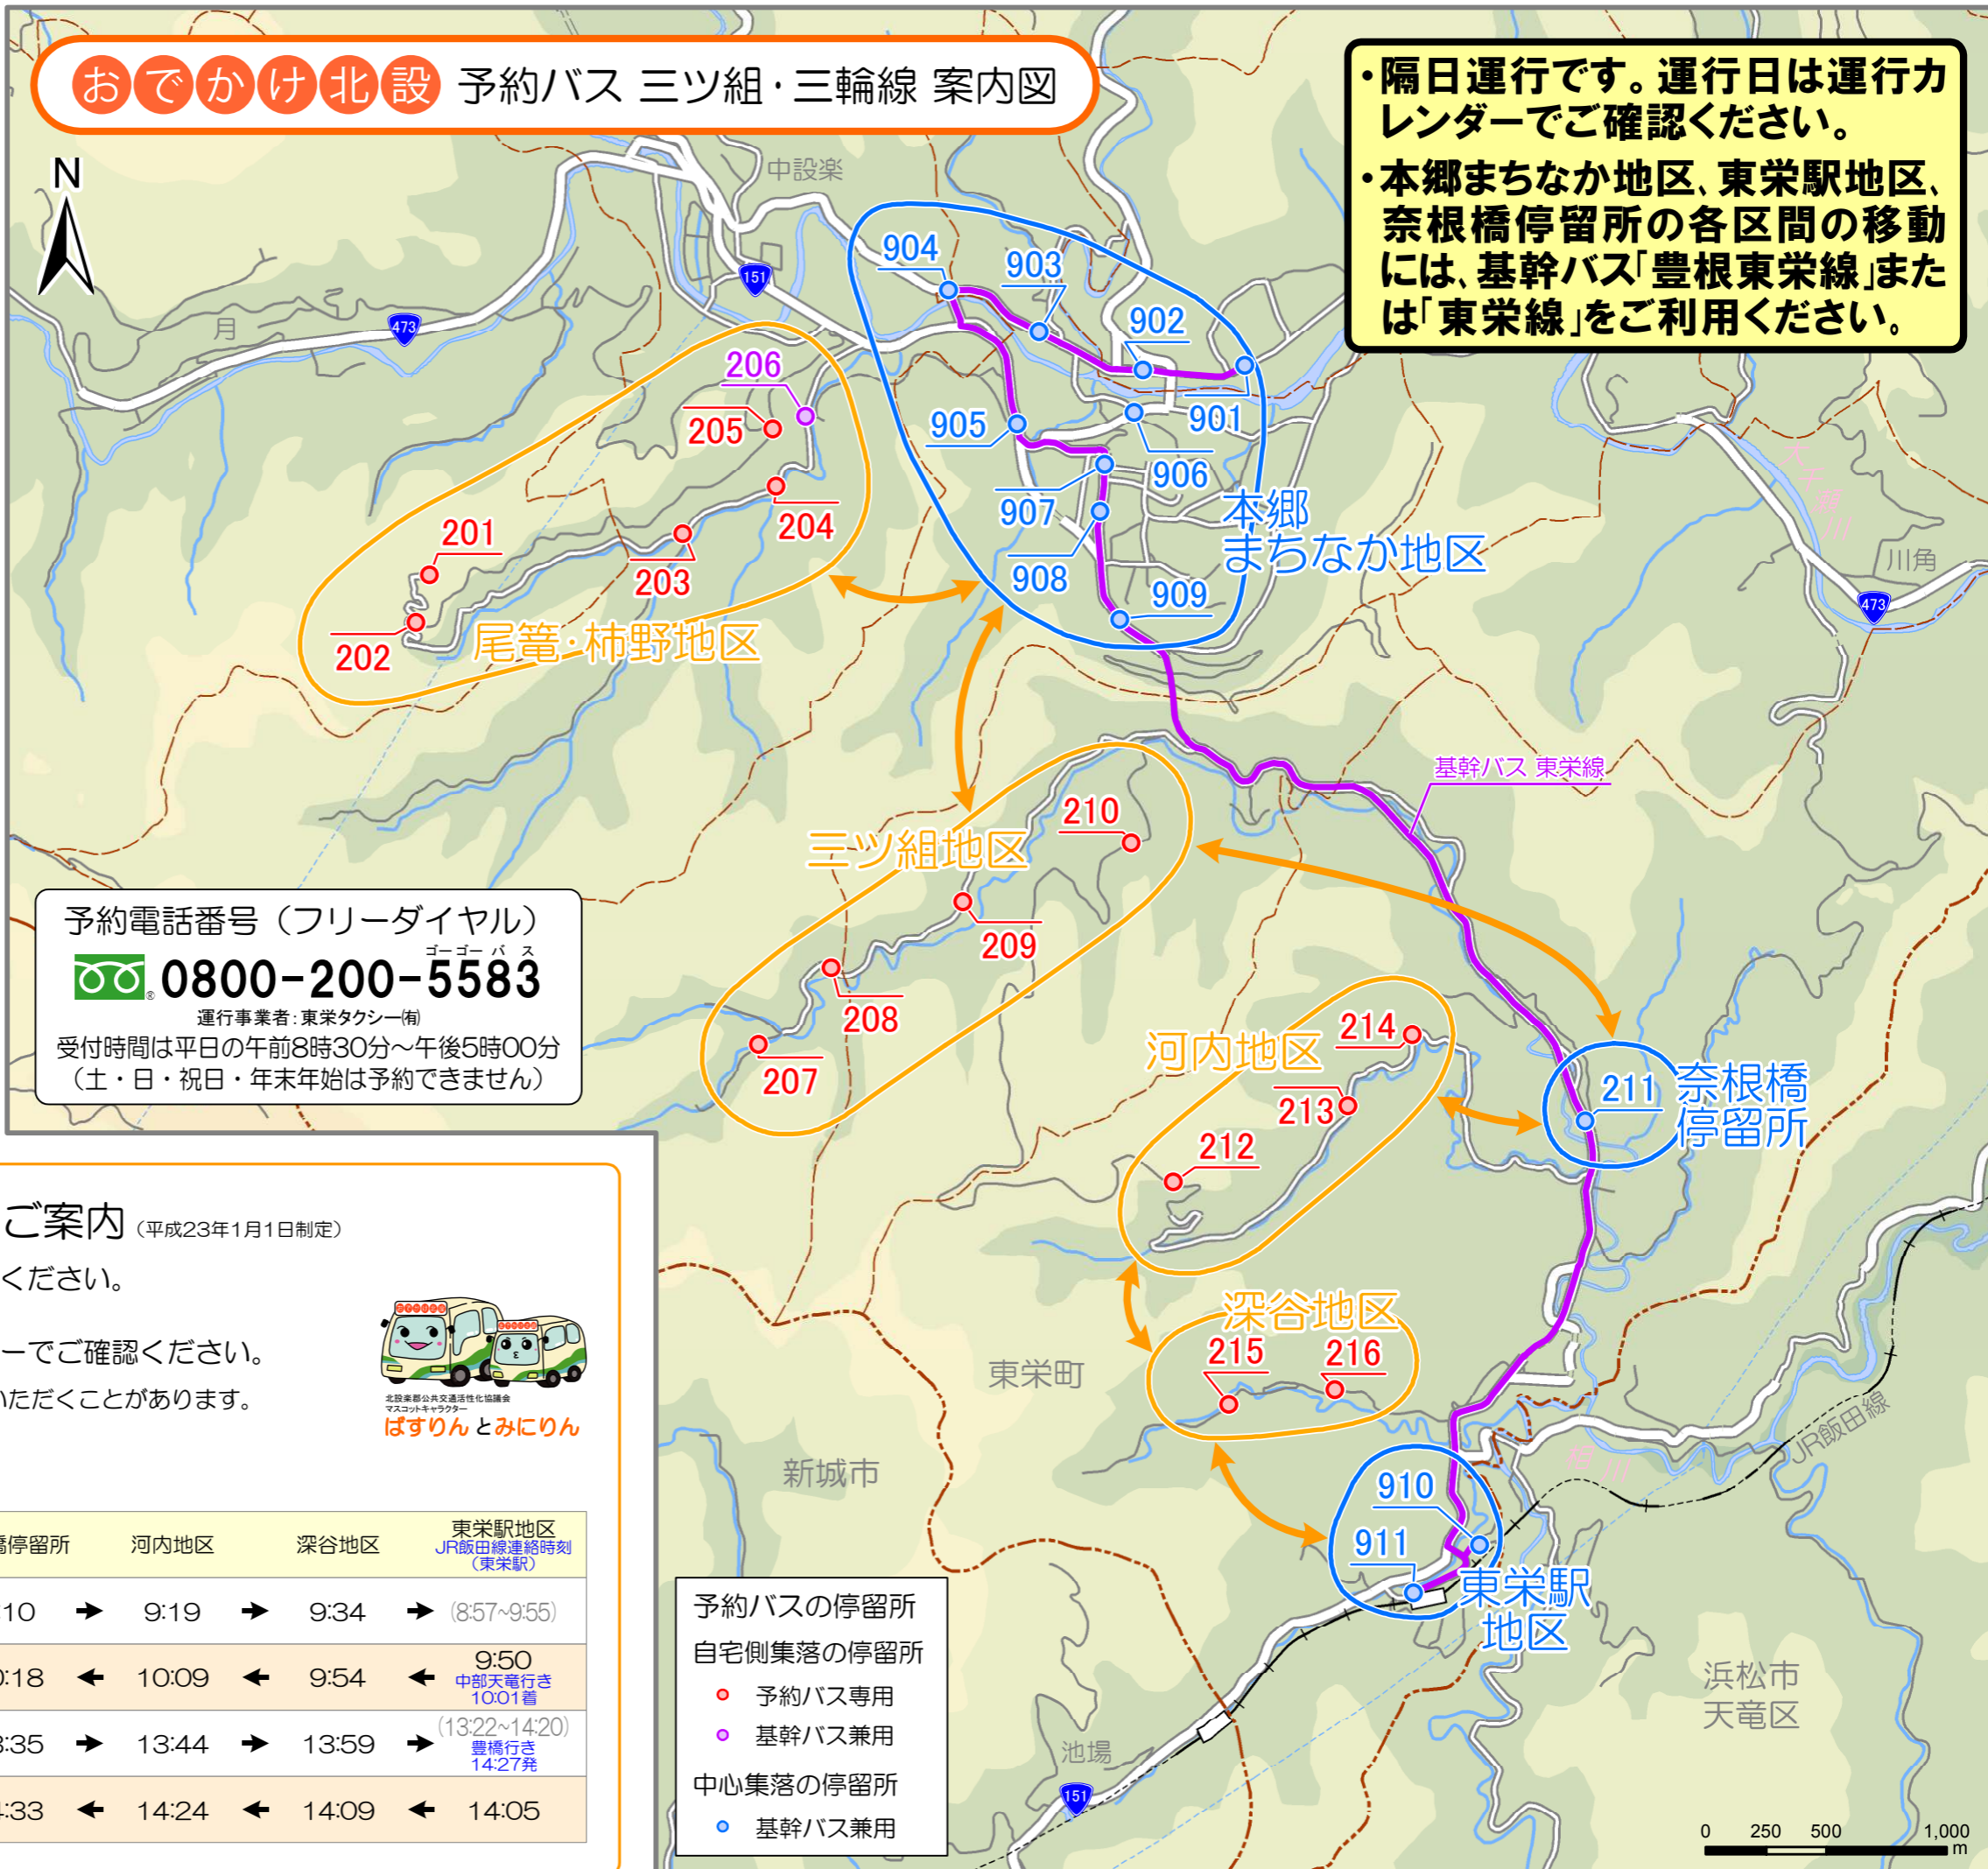 おでかけ北設 予約バス 三ツ組・三輪線 案内図
・隔日運行です。運行日は運行カ
レンダーでご確認ください。
・本郷まちなか地区、東栄駅地区、
奈根橋停留所の各区間の移動
には、基幹バス「豊根東栄線」また
は「東栄線」をご利用ください。
N
中設楽
151
473
月
904
903
902
901
206
205
905
906
907
204
本郷
まちなか地区
908
201
203
909
202
尾篭・柿野地区
川角
473
基幹バス 東栄線
210
三ツ組地区
209
208
207
予約電話番号（フリーダイヤル）
ゴーゴー バ ス
0800-200-5583
運行事業者：東栄タクシー㈲
受付時間は平日の午前8時30分～午後5時00分
（土・日・祝日・年末年始は予約できません）
河内地区
214
213
212
211
奈根橋
停留所
ご案内（平成23年1月1日制定）
ください。
ーでご確認ください。
いただくことがあります。
おでかけ北設
北設楽郡公共交通活性化協議会
マスコットキャラクター
ばすりんとみにりん
深谷地区
215
216
東栄町
新城市
JR飯田線
910
911
東栄駅
地区
橋停留所 河内地区 深谷地区 東栄駅地区
JR飯田線連絡時刻
（東栄駅）
:10 → 9:19 → 9:34 → (8:57~9:55)
0:18 ← 10:09 ← 9:54 ← 9:50
中部天竜行き
10:01着
3:35 → 13:44 → 13:59 → (13:22~14:20)
豊橋行き
14:27発
4:33 ← 14:24 ← 14:09 ← 14:05
予約バスの停留所
自宅側集落の停留所
予約バス専用
基幹バス兼用
中心集落の停留所
基幹バス兼用
池場
151
浜松市
天竜区
0 250 500 1,000
m